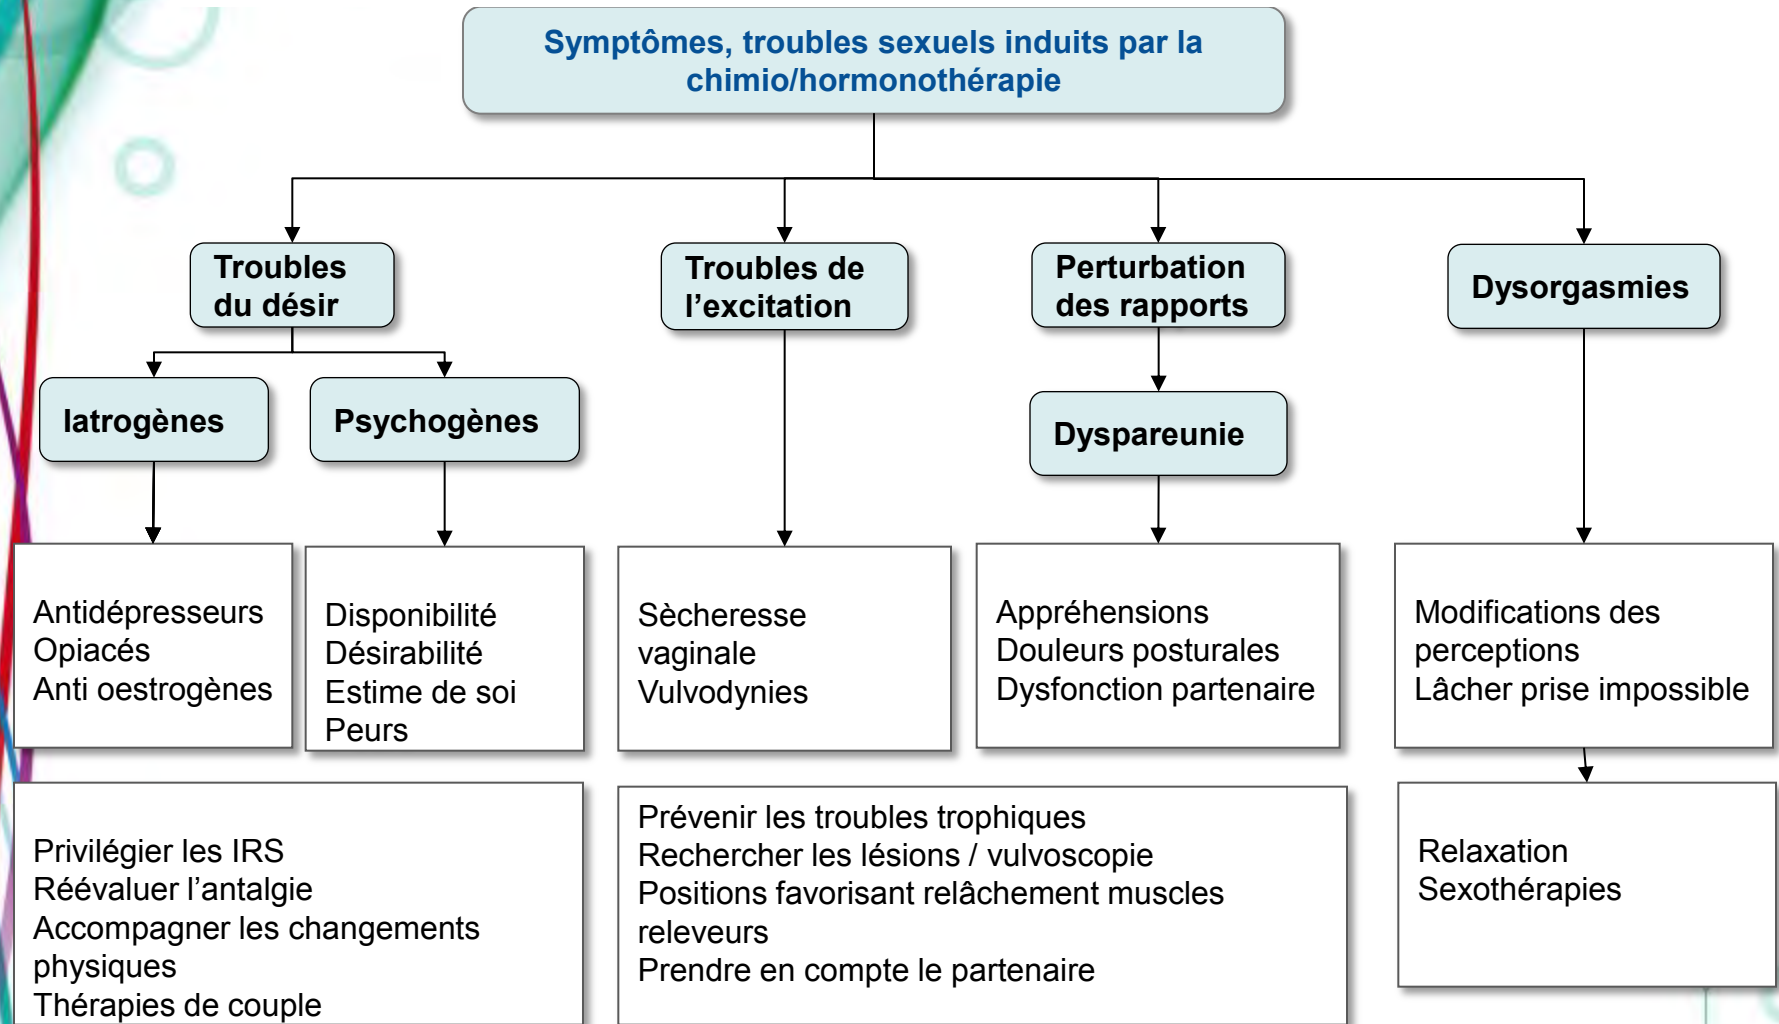 Symptômes, troubles sexuels induits par la
chimio/hormonothérapie
Troubles
du désir
Troubles de
l’excitation
Perturbation
des rapports
Dysorgasmies
Iatrogènes
Psychogènes
Dyspareunie
Antidépresseurs
Opiacés
Anti oestrogènes
Disponibilité
Désirabilité
Estime de soi
Peurs
Sècheresse
vaginale
Vulvodynies
Appréhensions
Douleurs posturales
Dysfonction partenaire
Modifications des
perceptions
Lâcher prise impossible
Privilégier les IRS
Réévaluer l’antalgie
Accompagner les changements
physiques
Thérapies de couple
Prévenir les troubles trophiques
Rechercher les lésions / vulvoscopie
Positions favorisant relâchement muscles
releveurs
Prendre en compte le partenaire
Relaxation
Sexothérapies